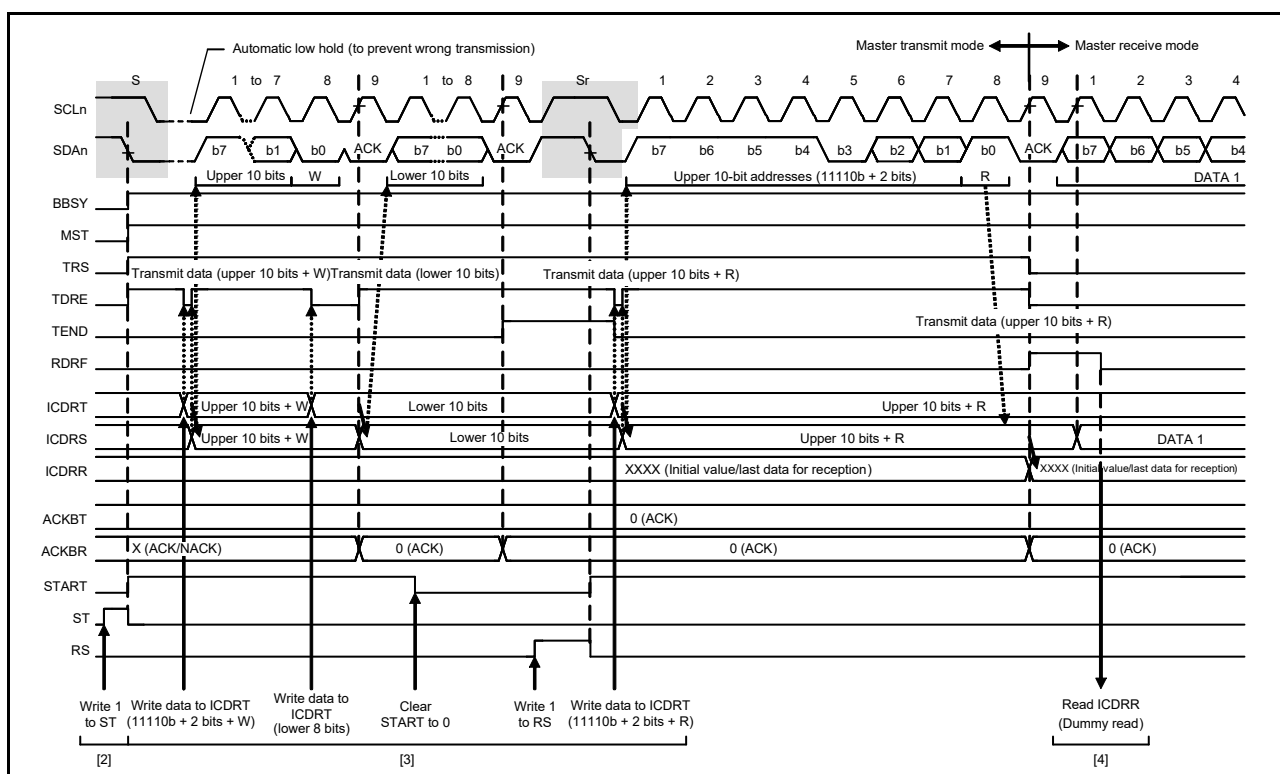 Automatic low hold (to prevent wrong transmission)
Master transmit mode
Master receive mode
S
1 to 7 8 9 1 to 8 9 Sr 1 2 3 4 5 6 7 8 9 1 2 3 4
SCLn
SDAn
b7 b1 b0 ACK b7 b0 ACK b7 b6 b5 b4 b3 b2 b1 b0 ACK b7 b6 b5 b4
Upper 10 bits W Lower 10 bits Upper 10-bit addresses (11110b + 2 bits) R DATA 1
BBSY
MST
TRS
Transmit data (upper 10 bits + W) Transmit data (lower 10 bits) Transmit data (upper 10 bits + R)
TDRE
TEND
Transmit data (upper 10 bits + R)
RDRF
ICDRT
Upper 10 bits + W Lower 10 bits Upper 10 bits + R
ICDRS
Upper 10 bits + W Lower 10 bits Upper 10 bits + R DATA 1
ICDRR
XXXX (Initial value/last data for reception) XXXX (Initial value/last data for reception)
ACKBT
0 (ACK)
ACKBR
X (ACK/NACK) 0 (ACK) 0 (ACK) 0 (ACK)
START
ST
RS
Write 1
to ST
Write data to ICDRT
(11110b + 2 bits + W)
Write data to
ICDRT
(lower 8 bits)
Clear
START to 0
Write 1
to RS
Write data to ICDRT
(11110b + 2 bits + R)
Read ICDRR
(Dummy read)
[2] [3] [4]